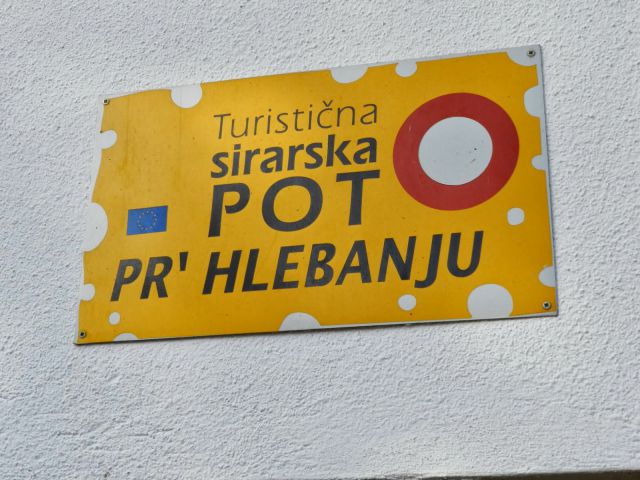 Turistična
sirarska
POT
PR' HLEBANJU